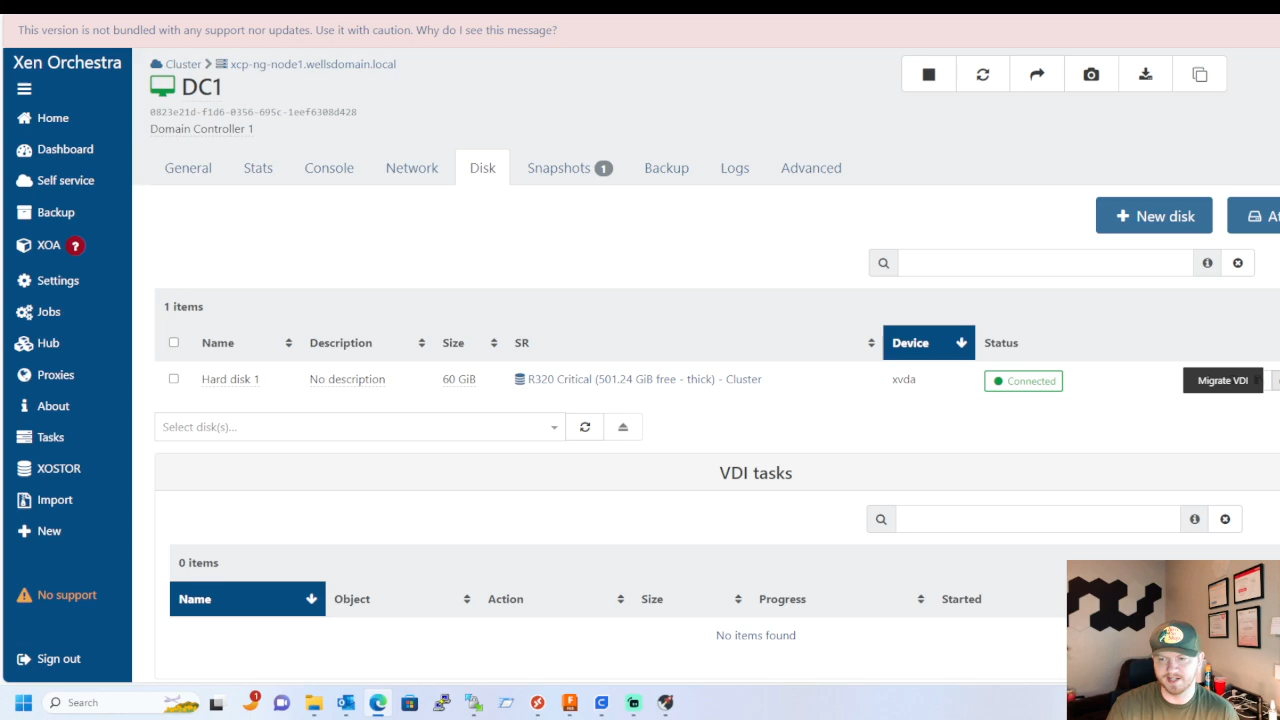 This version is not bundled with any support nor updates. Use it with caution. Why do I see this message?
Xen Orchestra
Home
Dashboard
Self service
Backup
XOA ?
Settings
Jobs
Hub
Proxies
About
Tasks
XOSTOR
Import
New
No support
Sign out
Cluster xcp-ng-node1.wellsdomain.local
DC1
0823e21d-f1d6-0356-695c-1eef6308d428
Domain Controller 1
General Stats Console Network Disk Snapshots 1 Backup Logs Advanced
New disk
1 items
Name Description Size SR Device Status
Hard disk 1 No description 60 GiB R320 Critical (501.24 GiB free - thick) - Cluster xvda Connected Migrate VDI
Select disk(s)...
VDI tasks
0 items
Name Object Action Size Progress Started
No items found
Search 1